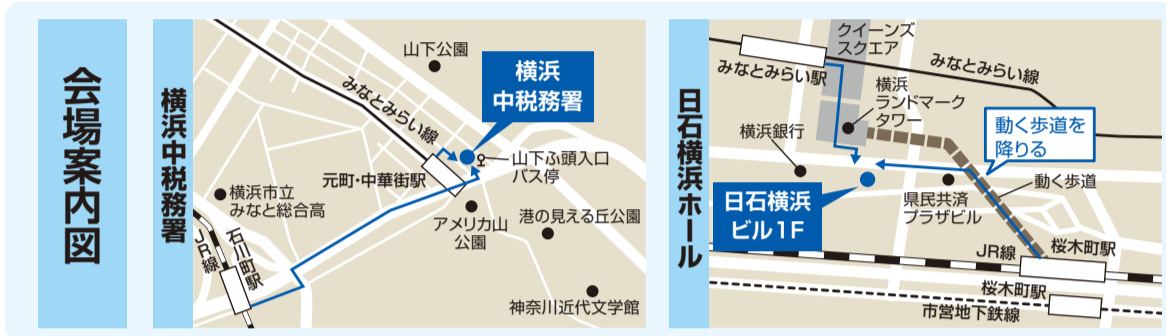 会場案内図
横浜中税務署
山下公園
みなとみらい線
横浜
中税務署
山下ふ頭入口
バス停
元町・中華街駅
横浜市立
みなと総合高
アメリカ山
公園
港の見える丘公園
石川町駅
JR線
神奈川近代文学館
日石横浜ホール
クイーンズ
スクエア
みなとみらい駅
みなとみらい線
横浜
ランドマーク
タワー
動く歩道を
降りる
横浜銀行
動く歩道
県民共済
プラザビル
日石横浜
ビル1F
JR線
桜木町駅
桜木町駅
市営地下鉄線